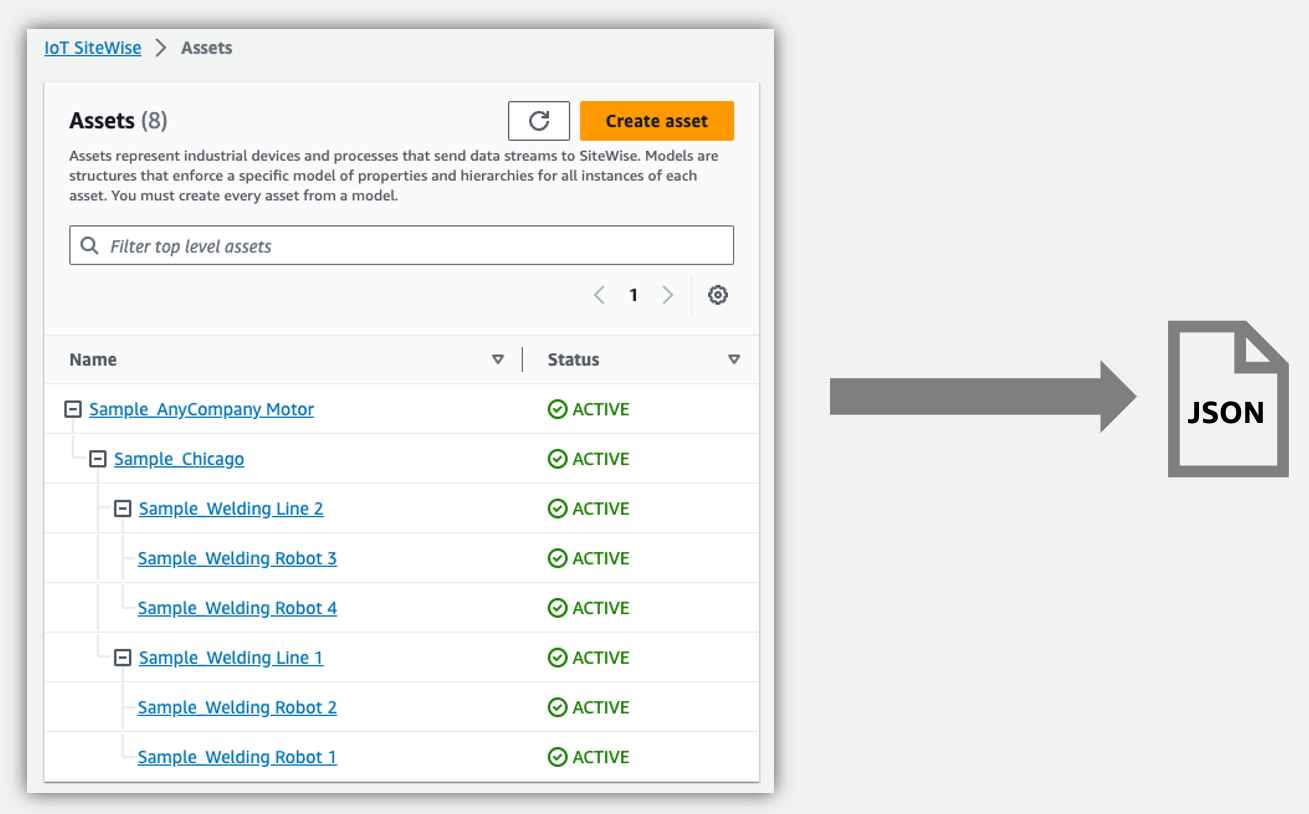 IoT SiteWise > Assets
Assets (8)
Create asset
Assets represent industrial devices and processes that send data streams to SiteWise. Models are
structures that enforce a specific model of properties and hierarchies for all instances of each
asset. You must create every asset from a model.
Filter top level assets
1
Name Status
Sample_AnyCompany Motor ACTIVE
Sample_Chicago ACTIVE
Sample_Welding Line 2 ACTIVE
Sample_Welding Robot 3 ACTIVE
Sample_Welding Robot 4 ACTIVE
Sample_Welding Line 1 ACTIVE
Sample_Welding Robot 2 ACTIVE
Sample_Welding Robot 1 ACTIVE
JSON